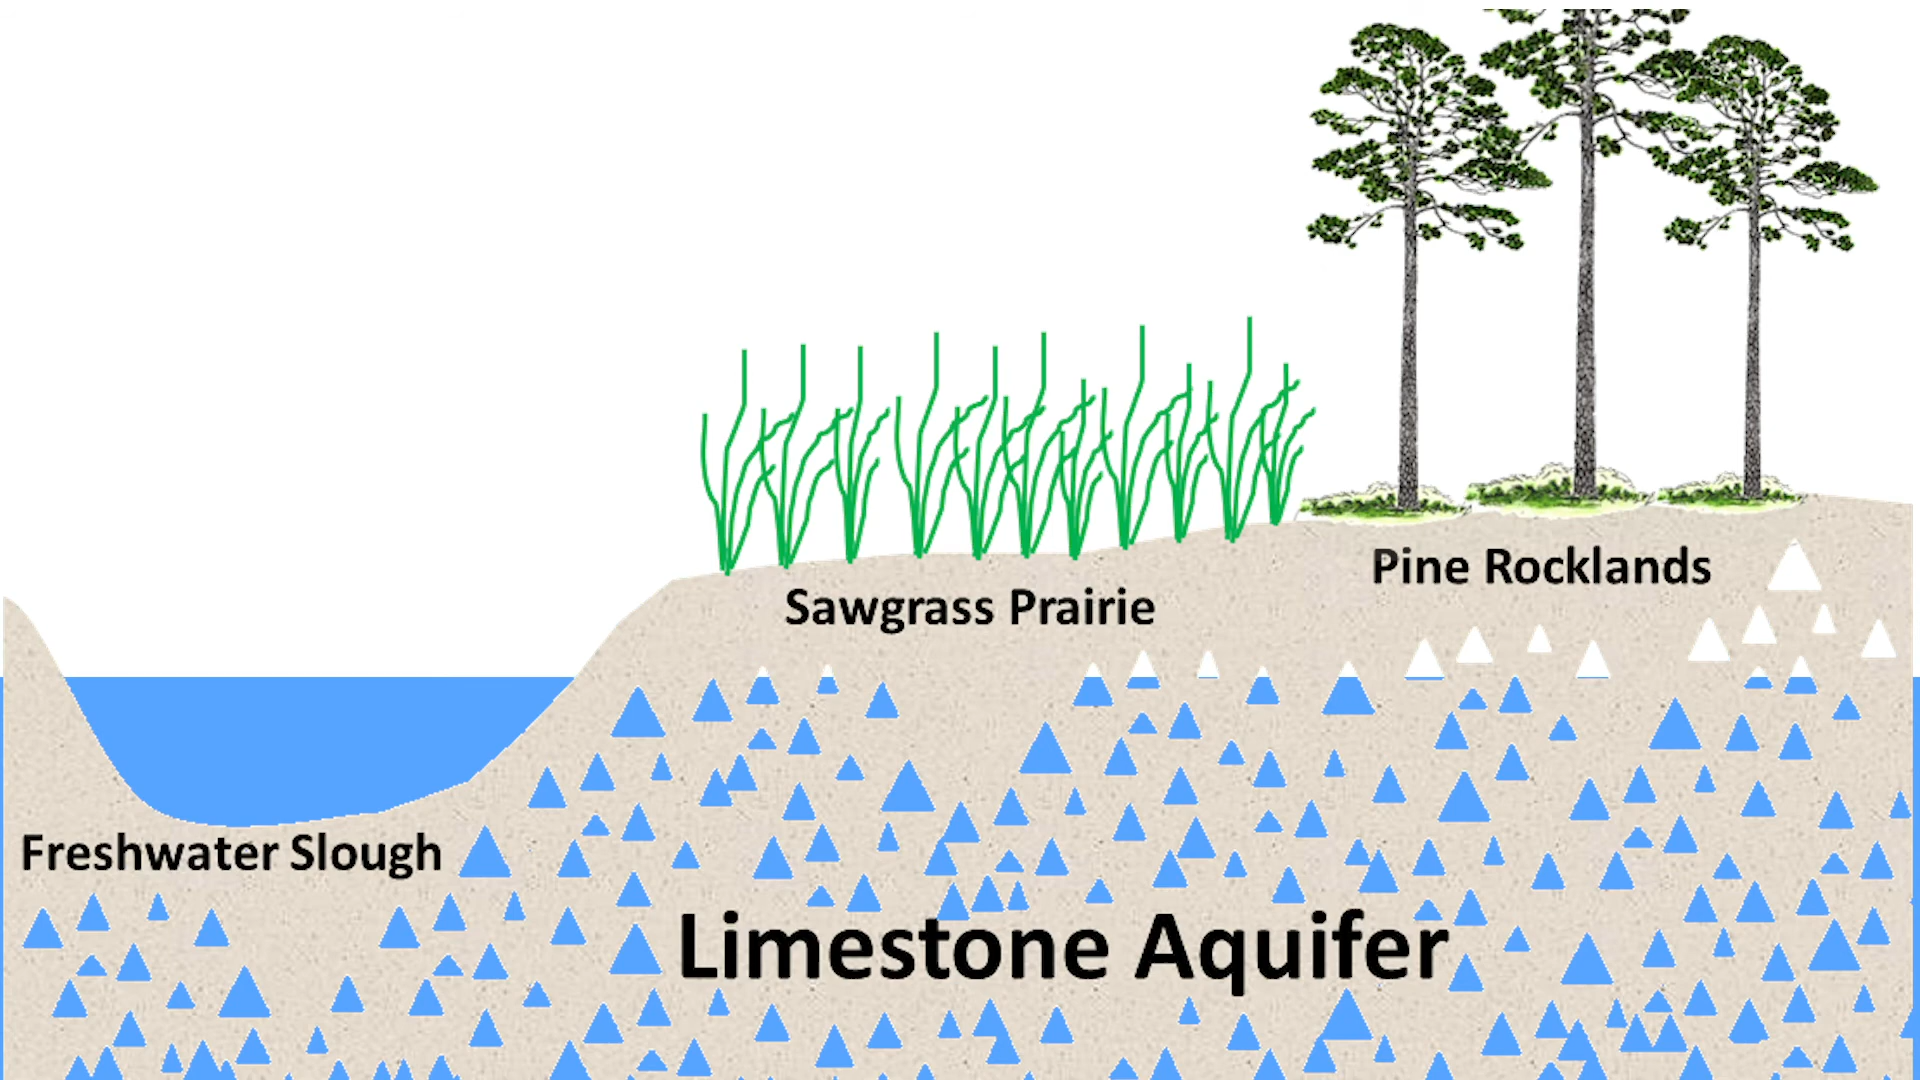 Pine Rocklands
Sawgrass Prairie
Freshwater Slough
Limestone Aquifer